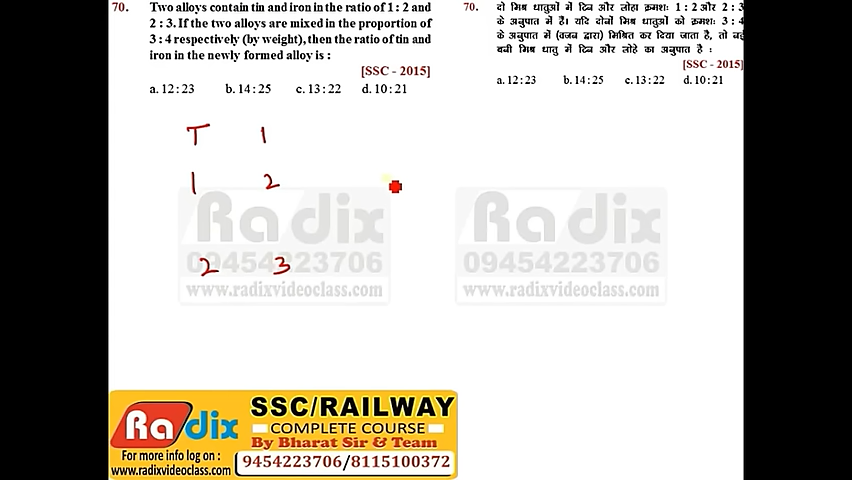 70. Two alloys contain tin and iron in the ratio of 1 : 2 and
2 : 3. If the two alloys are mixed in the proportion of
3 : 4 respectively (by weight), then the ratio of tin and
iron in the newly formed alloy is :
[SSC - 2015]
a. 12 : 23 b. 14 : 25 c. 13 : 22 d. 10 : 21
70. दो मिश्र धातुओं में टिन और लोहा क्रमशः 1 : 2 और 2 : 3
के अनुपात में है। यदि दोनों मिश्र धातुओं को क्रमशः 3 : 4
के अनुपात में (वजन द्वारा) मिश्रित कर दिया जाता है, तो नई
बनी मिश्र धातु में टिन और लोहे का अनुपात है :
[SSC - 2015]
a. 12 : 23 b. 14 : 25 c. 13 : 22 d. 10 : 21
T 1
1 2
2 3
Radix
09454223706
www.radixvideoclass.com
Radix
09454223706
www.radixvideoclass.com
Radix
For more info log on :
www.radixvideoclass.com
SSC/RAILWAY
COMPLETE COURSE
By Bharat Sir & Team
9454223706/8115100372